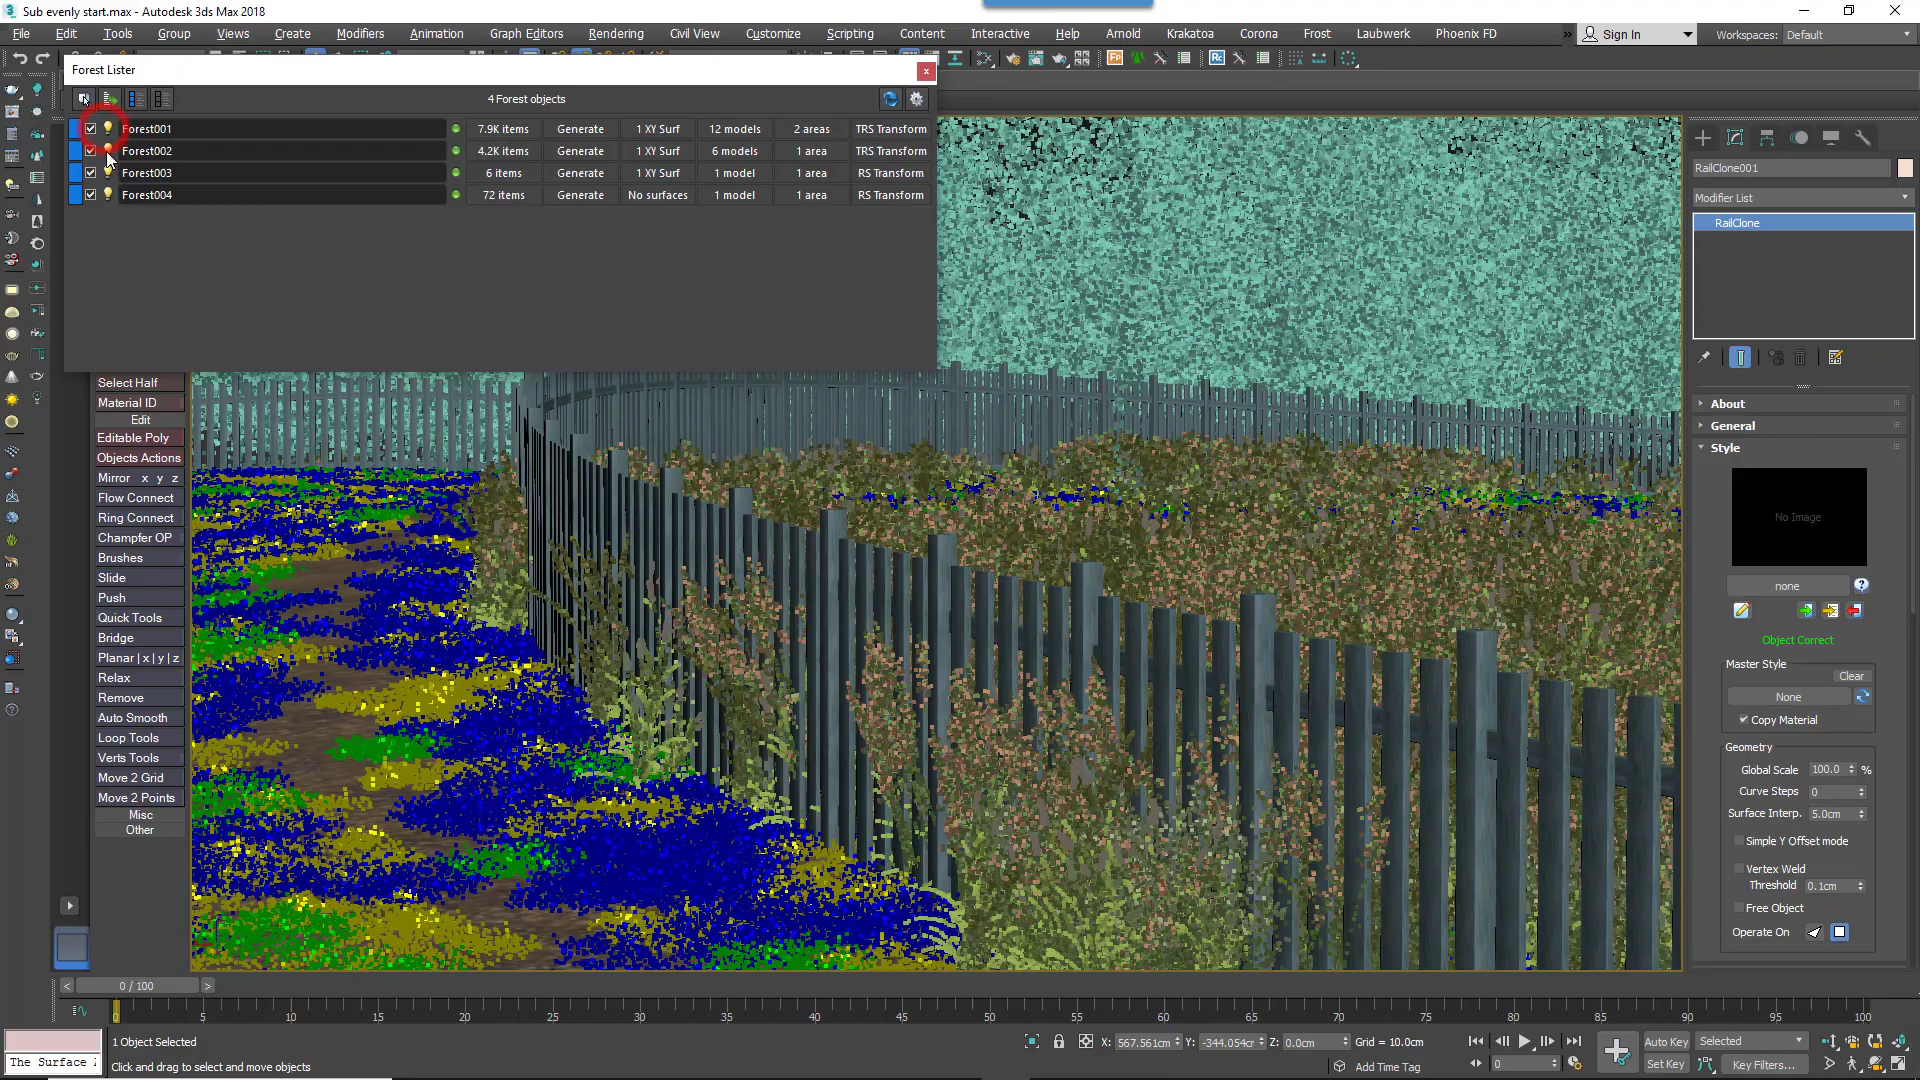 Sub evenly start.max - Autodesk 3ds Max 2018
File Edit Tools Group Views Create Modifiers Animation Graph Editors Rendering Civil View Customize Scripting Content Interactive Help Arnold Krakatoa Corona Frost Laubwerk Phoenix FD
Sign In
Workspaces: Default
Forest Lister
4 Forest objects
Forest001 7.9K items Generate 1 XY Surf 12 models 2 areas TRS Transform
Forest002 4.2K items Generate 1 XY Surf 6 models 1 area TRS Transform
Forest003 6 items Generate 1 XY Surf 1 model 1 area RS Transform
Forest004 72 items Generate No surfaces 1 model 1 area RS Transform
Select Half
Material ID
Edit
Editable Poly
Objects Actions
Mirror x y z
Flow Connect
Ring Connect
Champfer OP
Brushes
Slide
Push
Quick Tools
Bridge
Planar | x | y | z
Relax
Remove
Auto Smooth
Loop Tools
Verts Tools
Move 2 Grid
Move 2 Points
Misc
Other
RailClone001
Modifier List
RailClone
About
General
Style
No Image
none
Object Correct
Master Style
Clear
None
Copy Material
Geometry
Global Scale 100.0 %
Curve Steps 0
Surface Interp. 5.0cm
Simple Y Offset mode
Vertex Weld
Threshold 0.1cm
Free Object
Operate On
0 / 100
0 5 10 15 20 25 30 35 40 45 50 55 60 65 70 75 80 85 90 95 100
1 Object Selected
X: 567.561cm Y: -344.054cm Z: 0.0cm Grid = 10.0cm
Auto Key Selected
Click and drag to select and move objects
Add Time Tag
0
Set Key Key Filters...